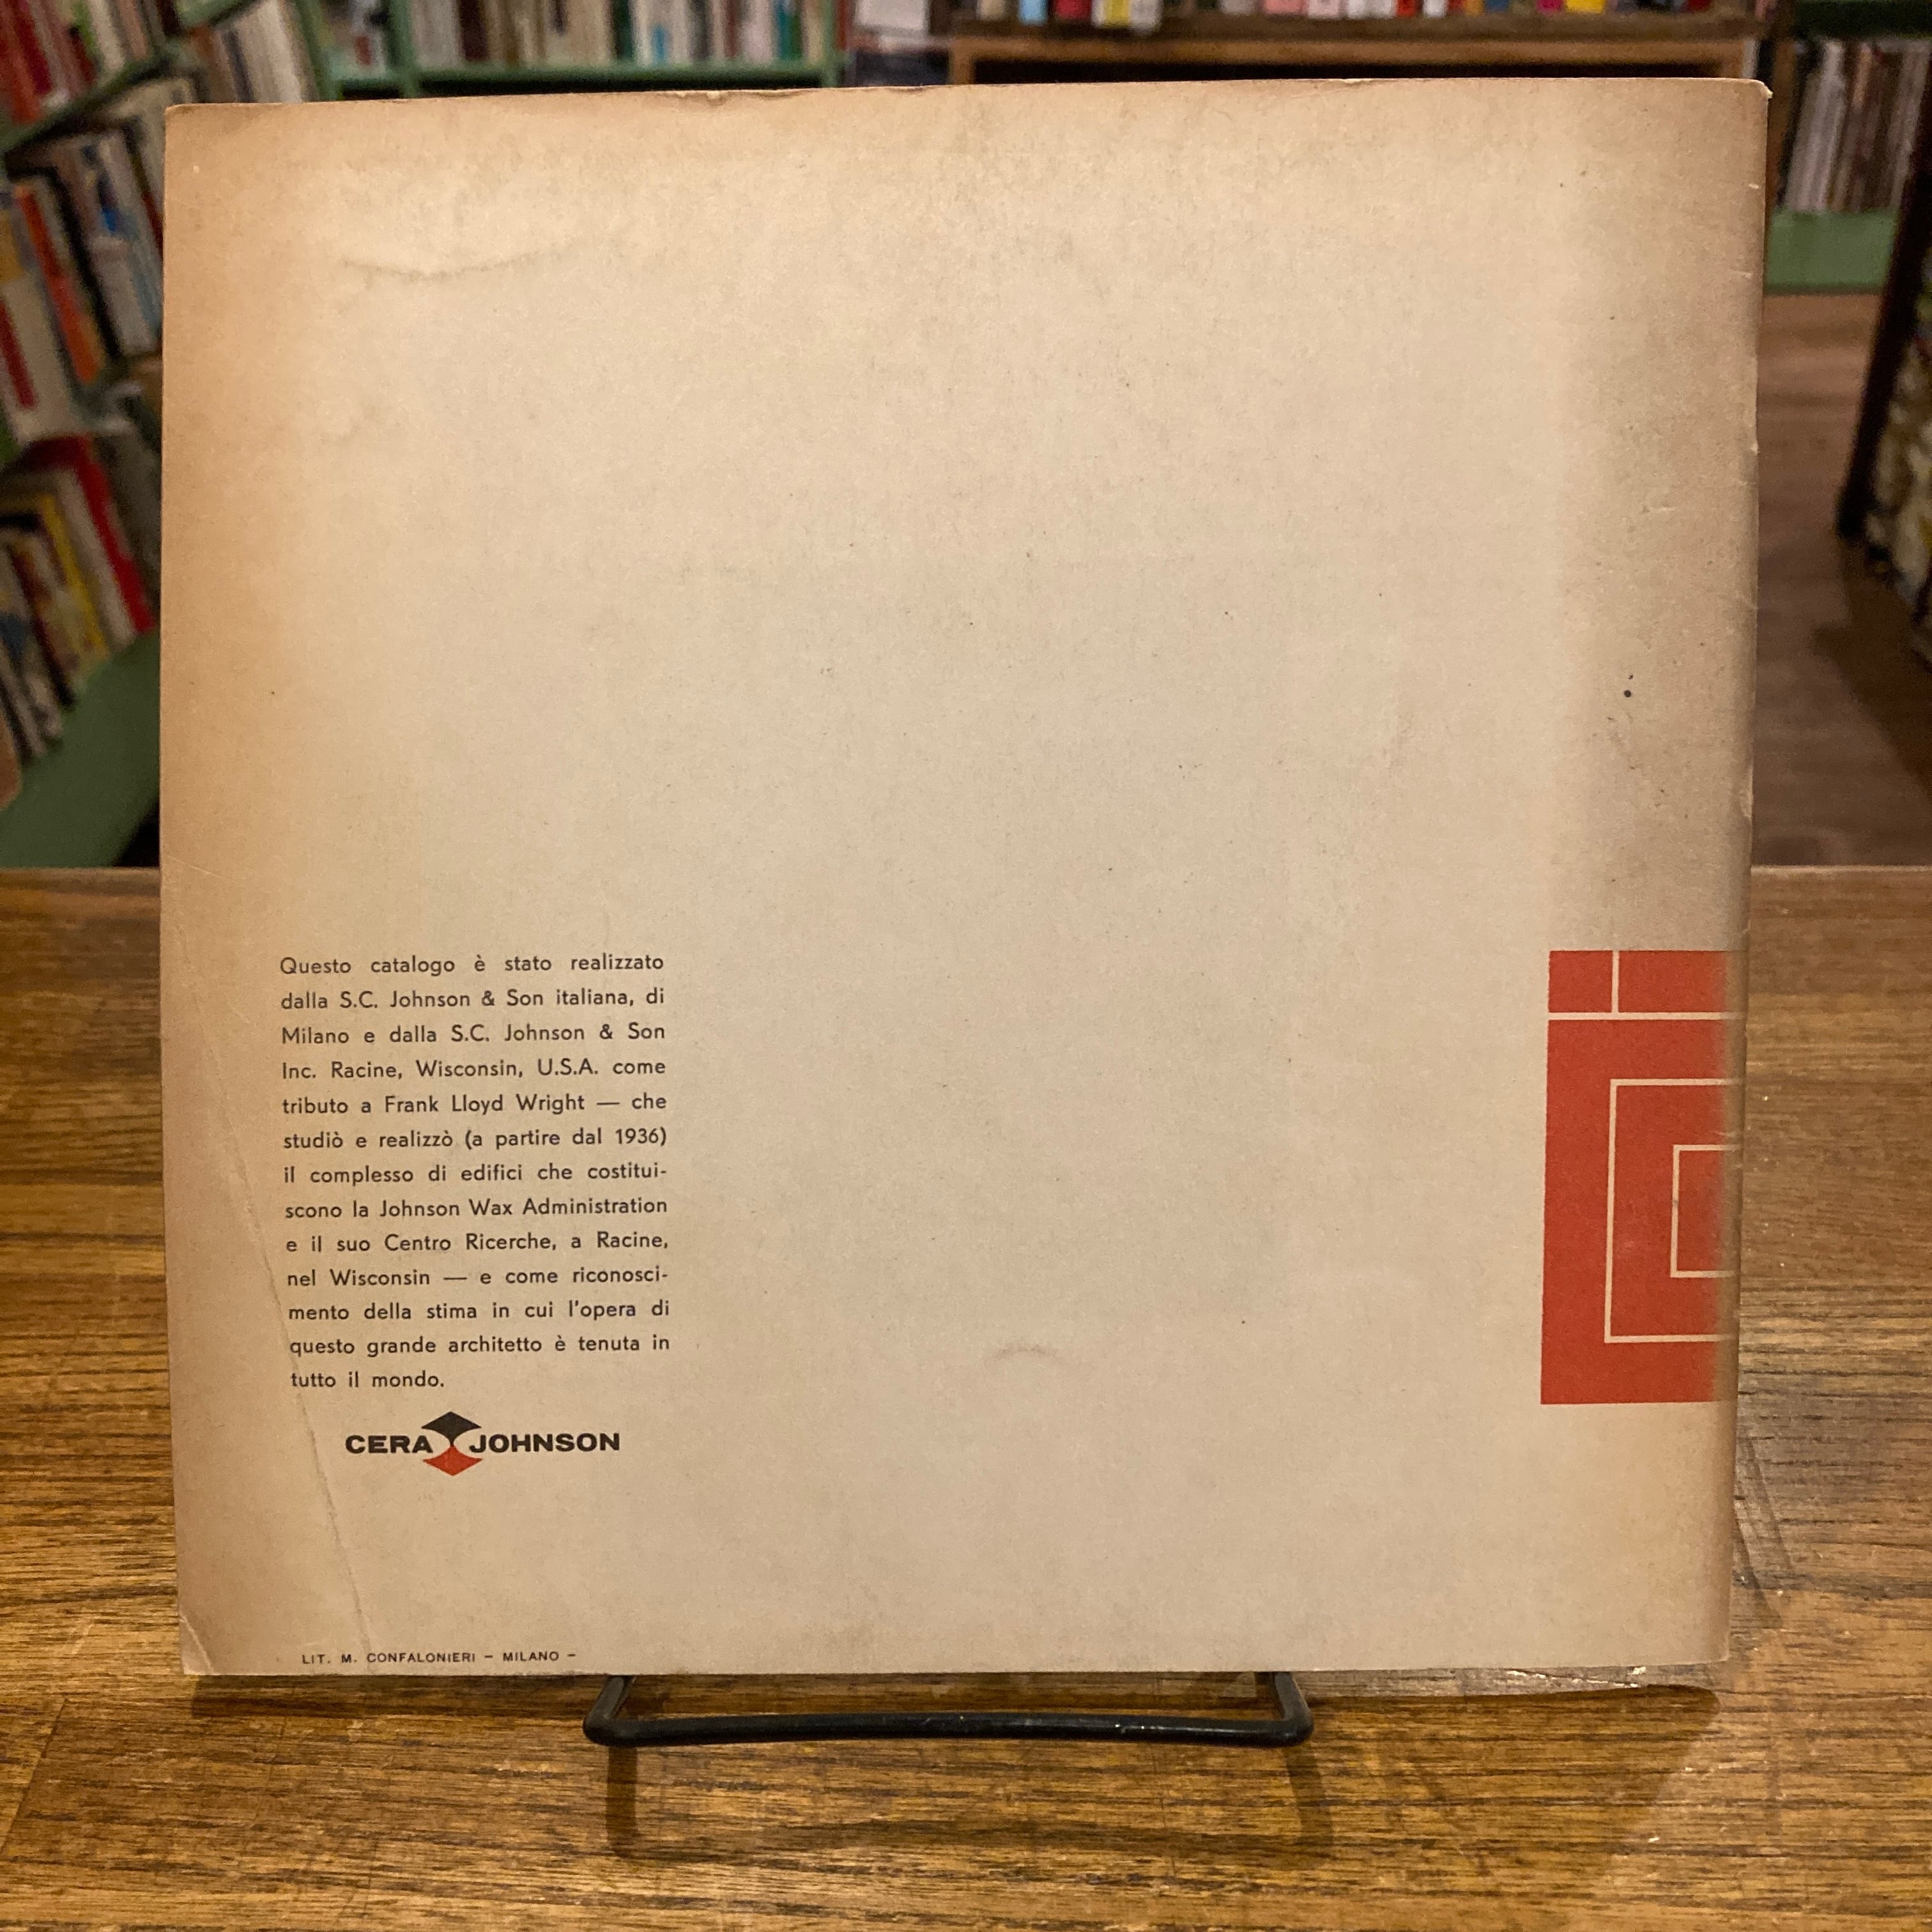 Questo catalogo è stato realizzato
dalla S.C. Johnson & Son italiana, di
Milano e dalla S.C. Johnson & Son
Inc. Racine, Wisconsin, U.S.A. come
tributo a Frank Lloyd Wright — che
studiò e realizzò (a partire dal 1936)
il complesso di edifici che costitui-
scono la Johnson Wax Administration
e il suo Centro Ricerche, a Racine,
nel Wisconsin — e come riconosci-
mento della stima in cui l'opera di
questo grande architetto è tenuta in
tutto il mondo.
CERA JOHNSON
LIT. M. CONFALONIERI – MILANO –